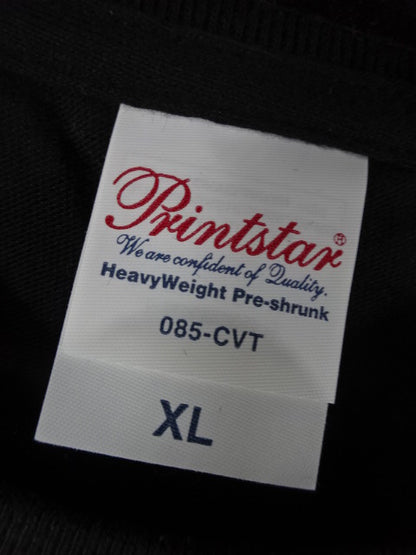 Printstar®
We are confident of Quality.
HeavyWeight Pre-shrunk
085-CVT
XL